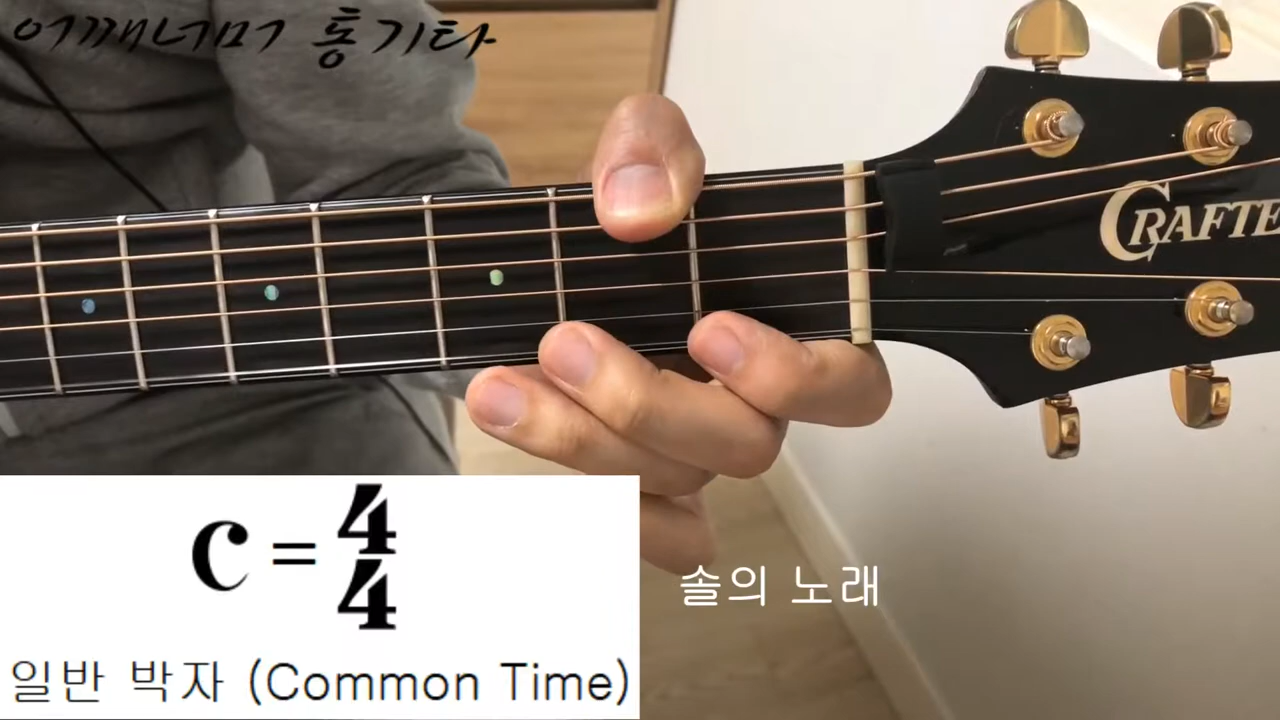 어깨너머 통기타
CRAFTE
c = 4/4
솔의 노래
일반 박자 (Common Time)